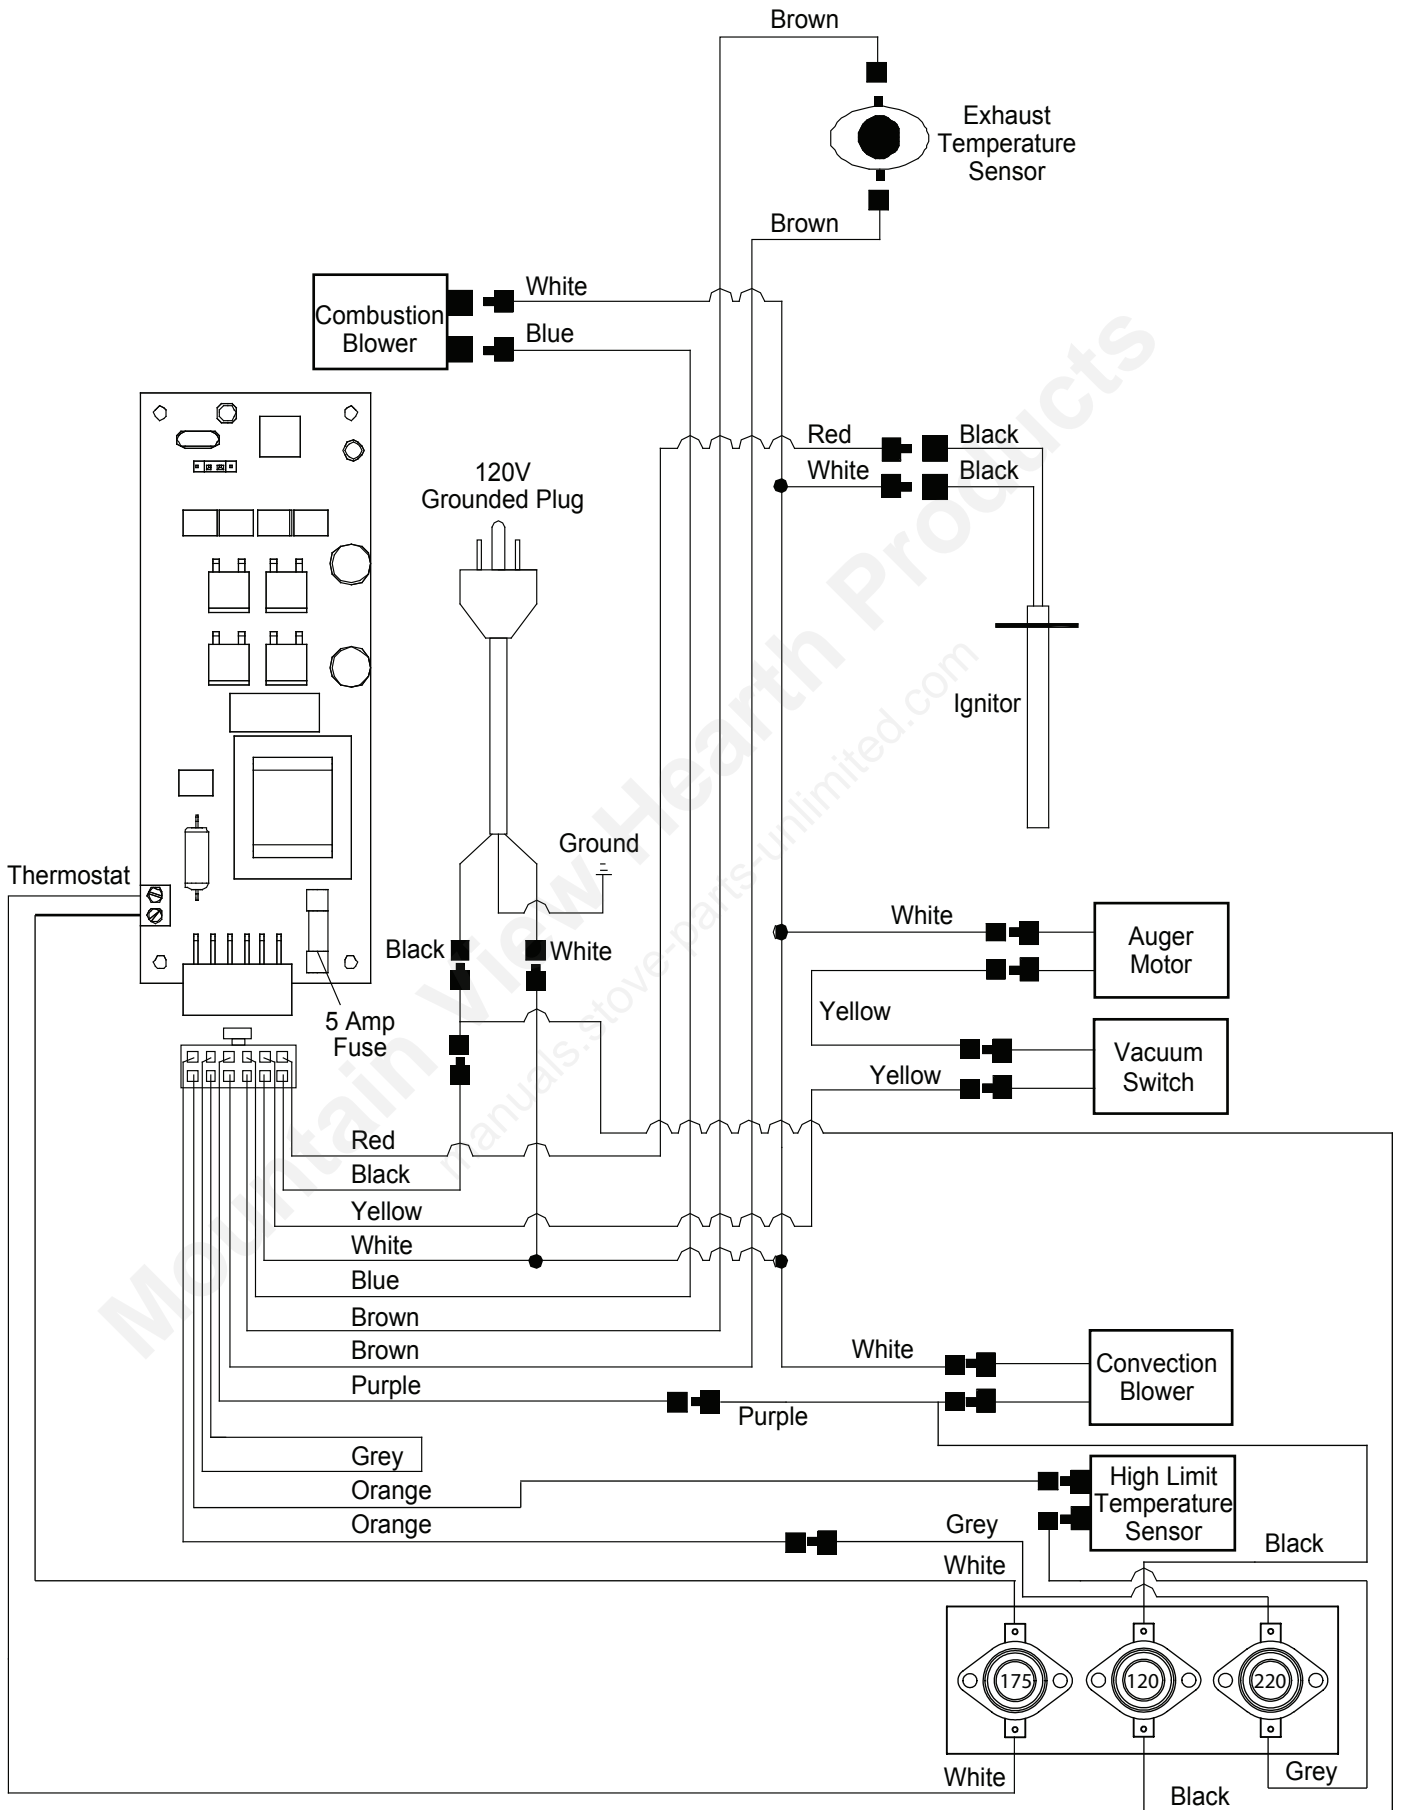 Brown
Exhaust
Temperature
Sensor
Brown
White
Combustion
Blower
Blue
Red
Black
White
Black
120V
Grounded Plug
Ignitor
Ground
Thermostat
Black
White
5 Amp
Fuse
White
Auger
Motor
Yellow
Vacuum
Switch
Yellow
Red
Black
Yellow
White
Blue
Brown
Brown
Purple
Purple
White
Convection
Blower
Grey
Orange
Orange
High Limit
Temperature
Sensor
Grey
White
Black
175
120
220
White
Grey
Black
Mountain View Hearth Products
manuals.stove-parts-unlimited.com